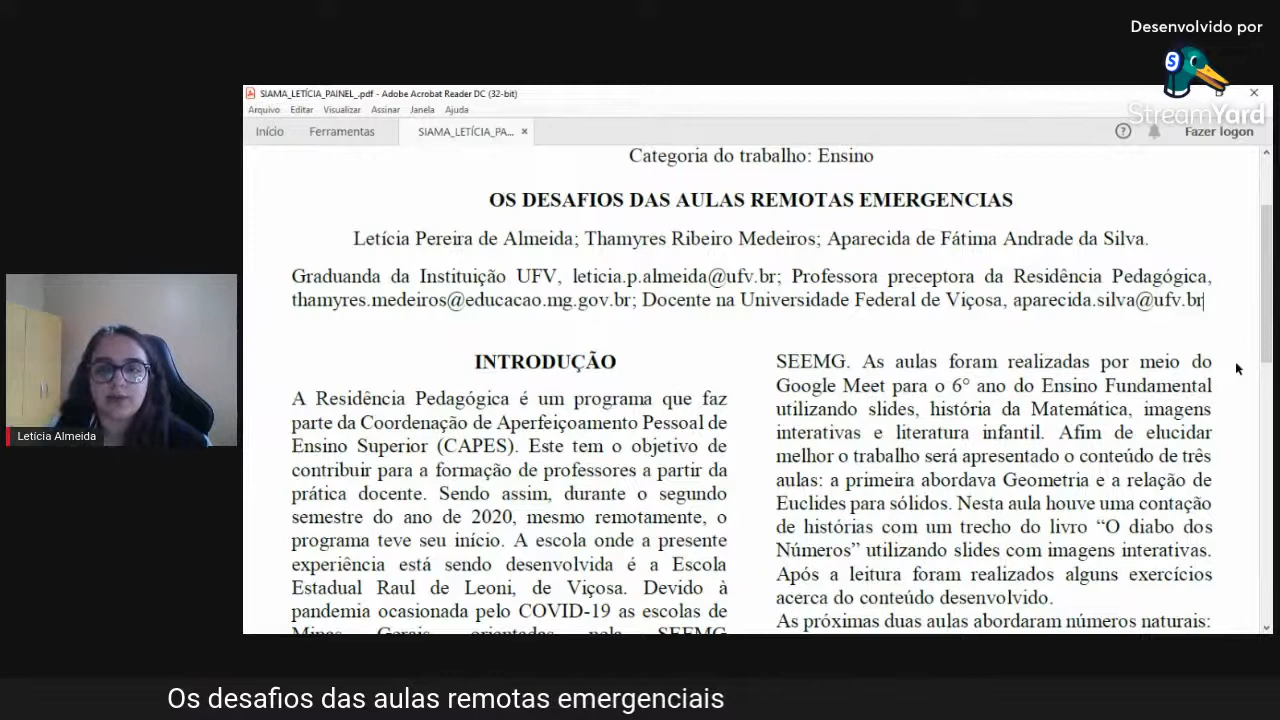 Desenvolvido por
StreamYard
SIAMA_LETÍCIA_PAINEL_.pdf - Adobe Acrobat Reader DC (32-bit)
Arquivo Editar Visualizar Assinar Janela Ajuda
Início Ferramentas SIAMA_LETÍCIA_PA... × Fazer logon
Categoria do trabalho: Ensino
OS DESAFIOS DAS AULAS REMOTAS EMERGENCIAS
Letícia Pereira de Almeida; Thamyres Ribeiro Medeiros; Aparecida de Fátima Andrade da Silva.
Graduanda da Instituição UFV, leticia.p.almeida@ufv.br; Professora preceptora da Residência Pedagógica,
thamyres.medeiros@educacao.mg.gov.br; Docente na Universidade Federal de Viçosa, aparecida.silva@ufv.br
INTRODUÇÃO
A Residência Pedagógica é um programa que faz
parte da Coordenação de Aperfeiçoamento Pessoal de
Ensino Superior (CAPES). Este tem o objetivo de
contribuir para a formação de professores a partir da
prática docente. Sendo assim, durante o segundo
semestre do ano de 2020, mesmo remotamente, o
programa teve seu início. A escola onde a presente
experiência está sendo desenvolvida é a Escola
Estadual Raul de Leoni, de Viçosa. Devido à
pandemia ocasionada pelo COVID-19 as escolas de
Minas Gerais, orientadas pela SEEMG
SEEMG. As aulas foram realizadas por meio do
Google Meet para o 6° ano do Ensino Fundamental
utilizando slides, história da Matemática, imagens
interativas e literatura infantil. Afim de elucidar
melhor o trabalho será apresentado o conteúdo de três
aulas: a primeira abordava Geometria e a relação de
Euclides para sólidos. Nesta aula houve uma contação
de histórias com um trecho do livro “O diabo dos
Números” utilizando slides com imagens interativas.
Após a leitura foram realizados alguns exercícios
acerca do conteúdo desenvolvido.
As próximas duas aulas abordaram números naturais:
Letícia Almeida
Os desafios das aulas remotas emergenciais